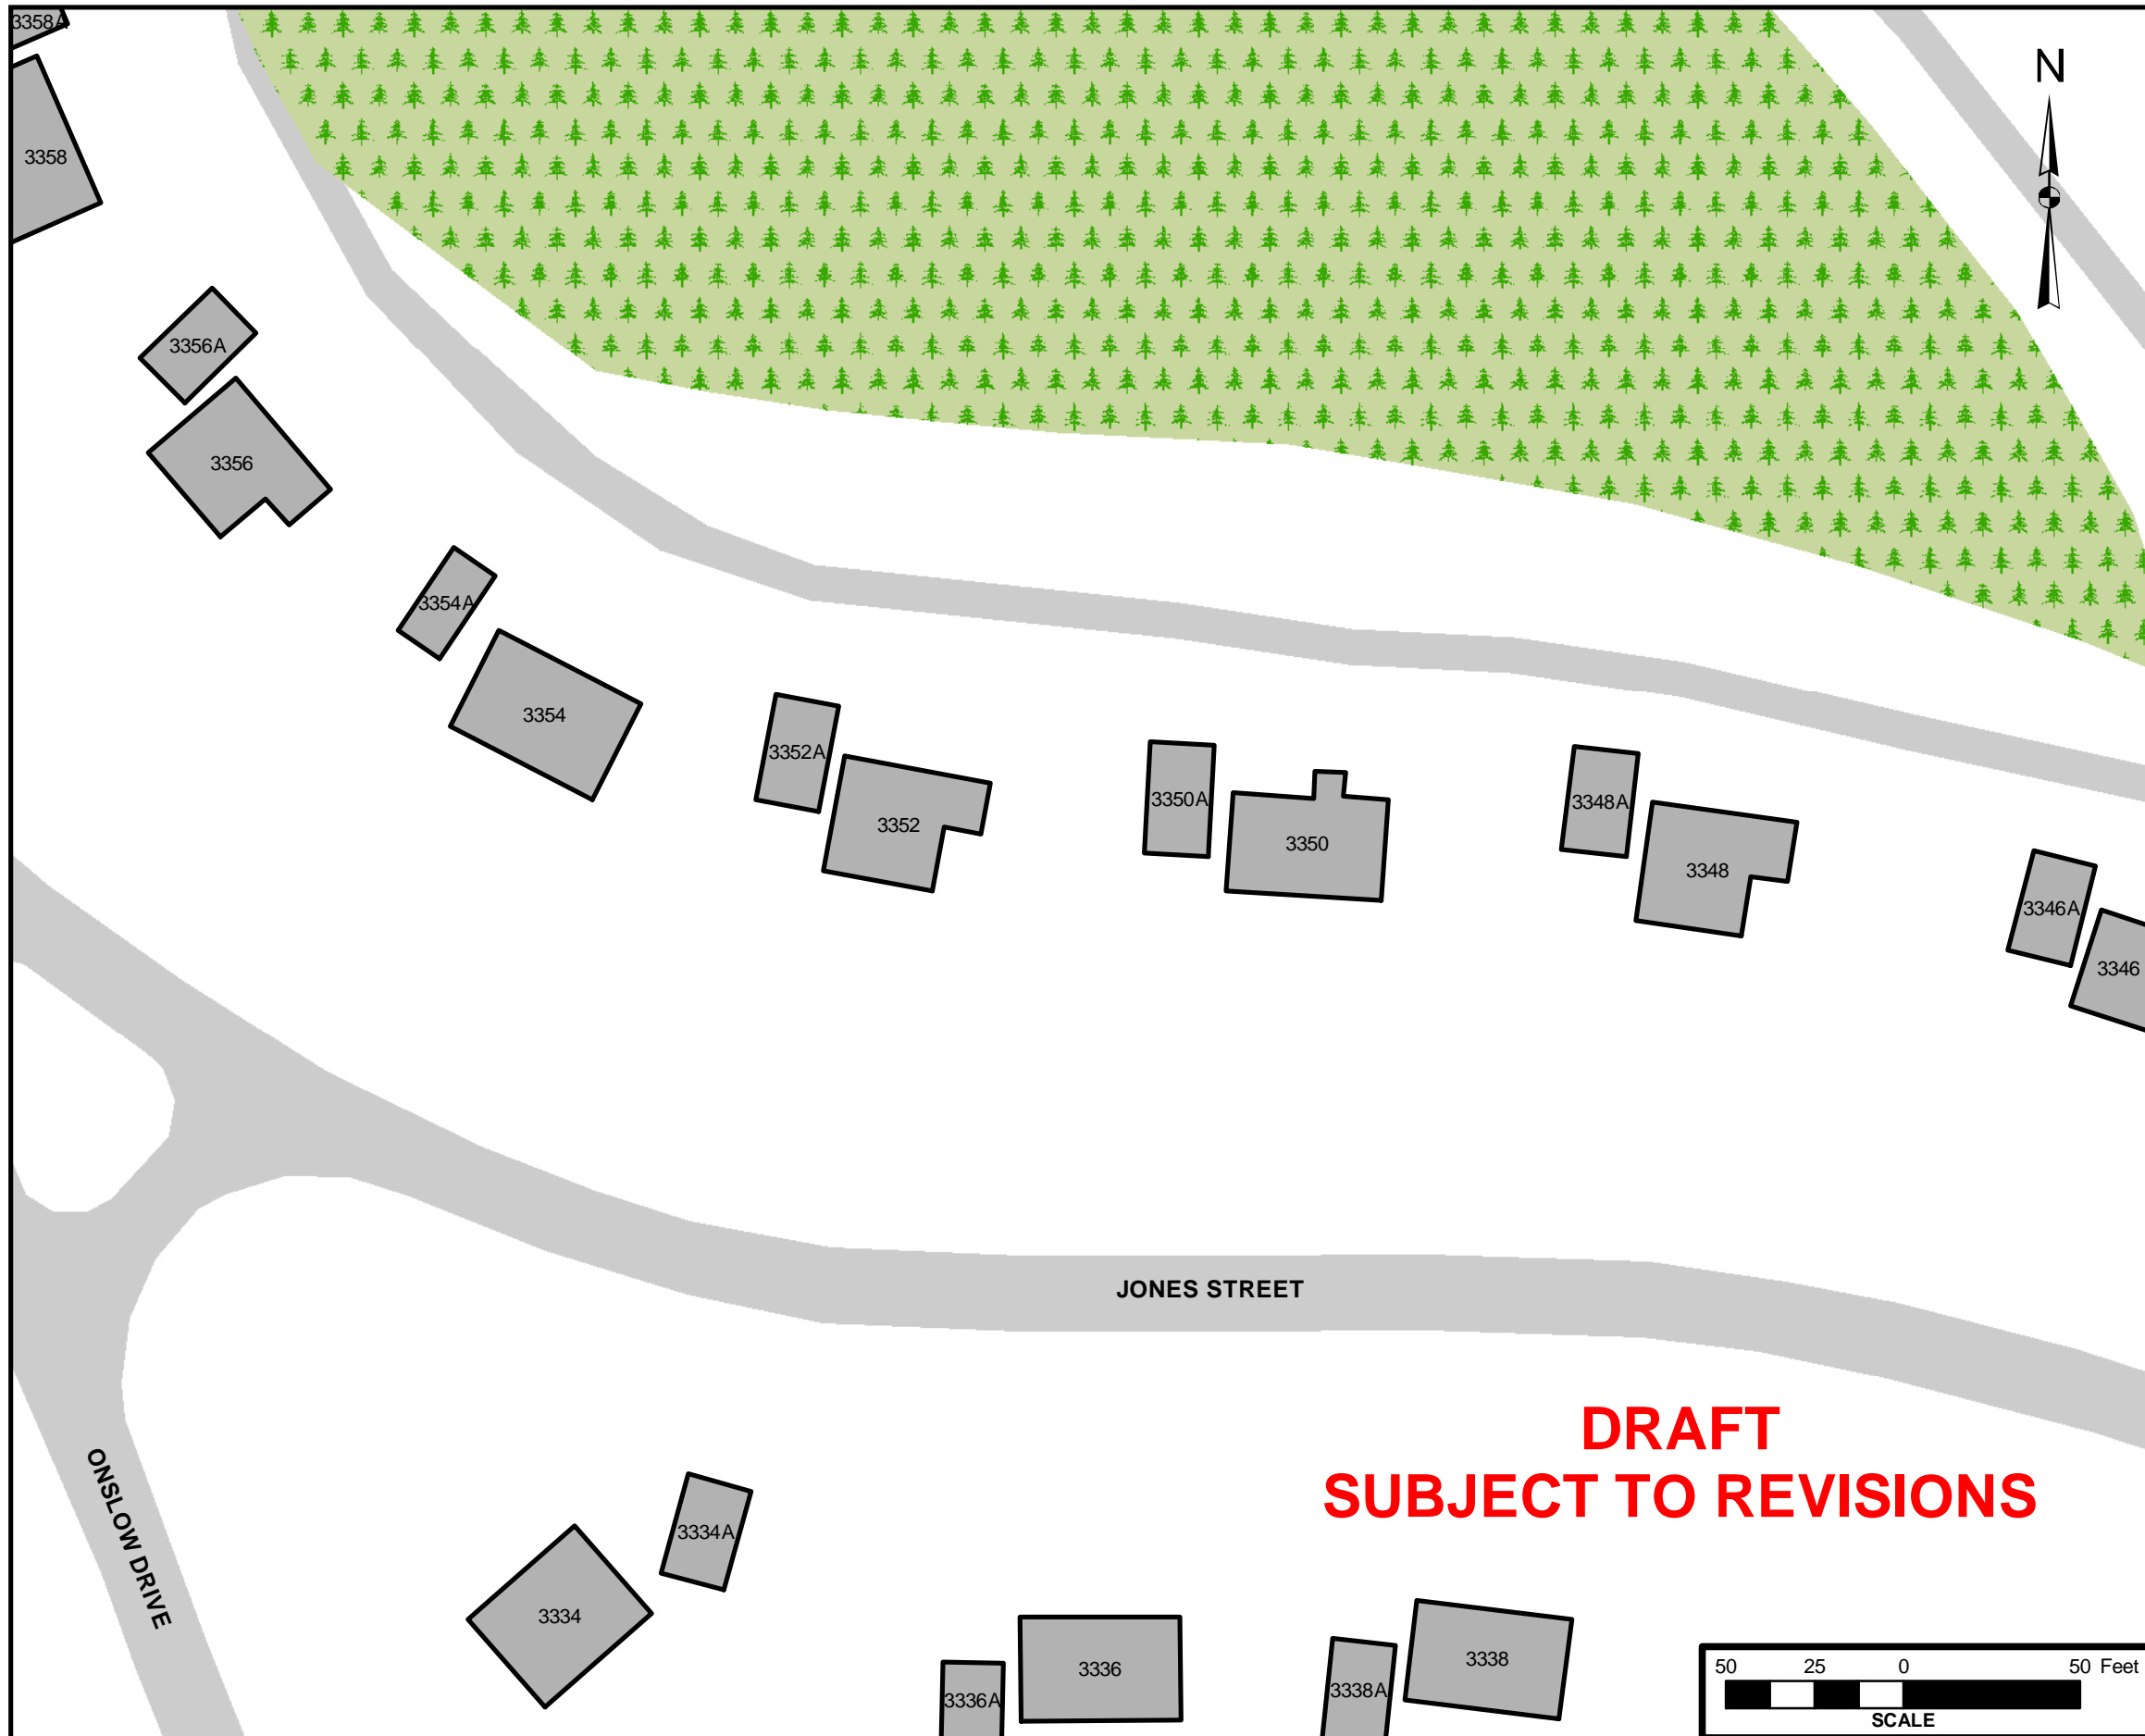 3358A
N
3358
3356A
3356
3354A
3354
3352A
3352
3350A
3350
3348A
3348
3346A
3346
JONES STREET
DRAFT
SUBJECT TO REVISIONS
ONSLOW DRIVE
3334A
3334
3336A
3336
3338A
3338
50 25 0 50 Feet
SCALE